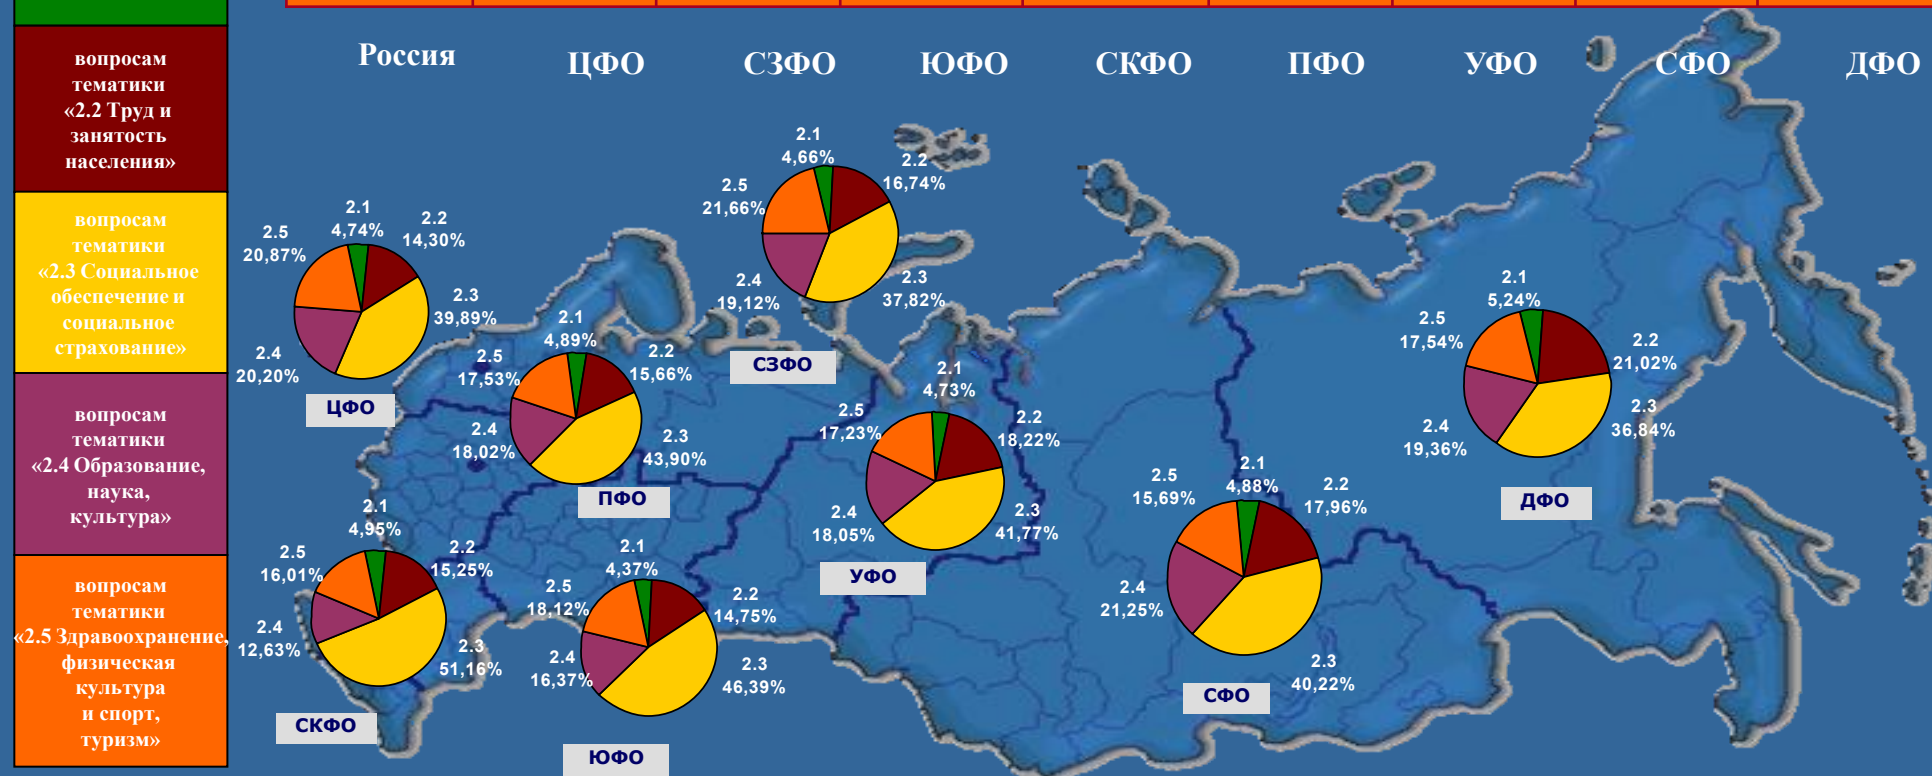 Россия
ЦФО
СЗФО
ЮФО
СКФО
ПФО
УФО
СФО
ДФО
вопросам
тематики
«2.2 Труд и
занятость
населения»
вопросам
тематики
«2.3 Социальное
обеспечение и
социальное
страхование»
вопросам
тематики
«2.4 Образование,
наука,
культура»
вопросам
тематики
«2.5 Здравоохранение,
физическая
культура
и спорт,
туризм»
2.1
4,74%
2.2
14,30%
2.3
39,89%
2.4
20,20%
2.5
20,87%
ЦФО
2.1
4,66%
2.2
16,74%
2.3
37,82%
2.4
19,12%
2.5
21,66%
СЗФО
2.1
4,89%
2.2
15,66%
2.3
43,90%
2.4
18,02%
2.5
17,53%
ПФО
2.1
4,73%
2.2
18,22%
2.3
41,77%
2.4
18,05%
2.5
17,23%
УФО
2.1
5,24%
2.2
21,02%
2.3
36,84%
2.4
19,36%
2.5
17,54%
ДФО
2.1
4,88%
2.2
17,96%
2.3
40,22%
2.4
21,25%
2.5
15,69%
СФО
2.1
4,95%
2.2
15,25%
2.3
51,16%
2.4
12,63%
2.5
16,01%
СКФО
2.1
4,37%
2.2
14,75%
2.3
46,39%
2.4
16,37%
2.5
18,12%
ЮФО